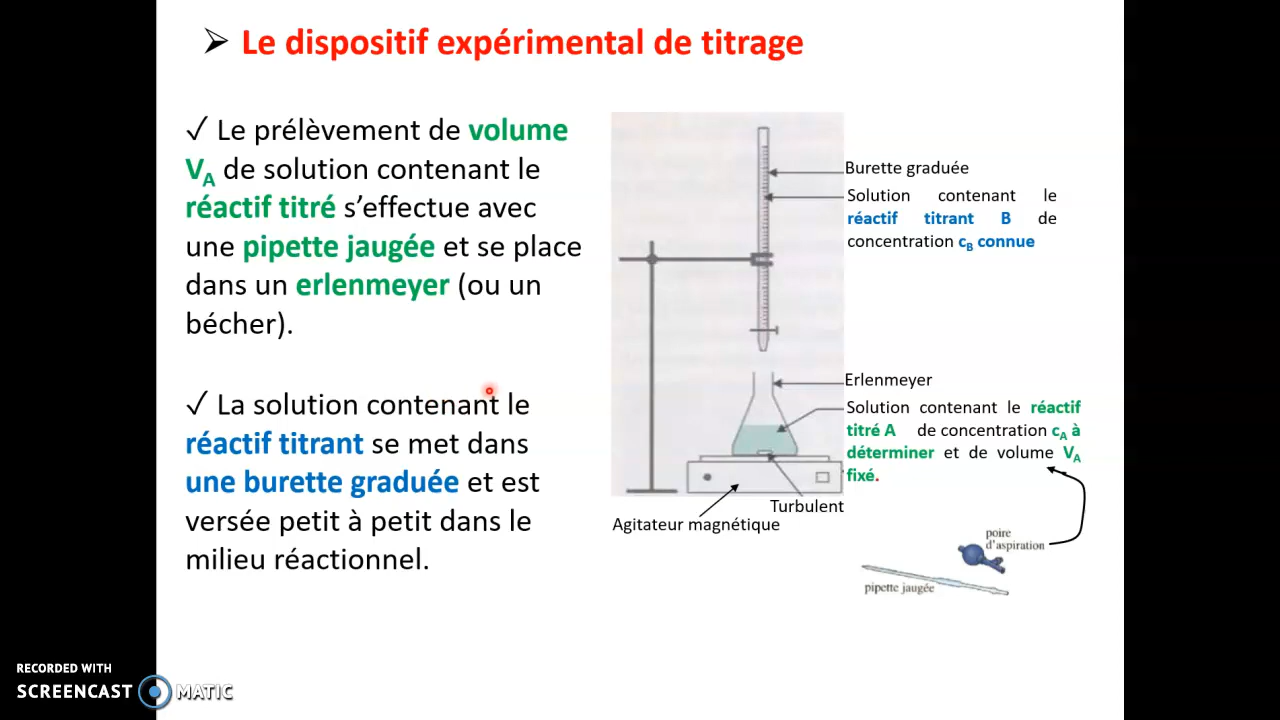 ➢ Le dispositif expérimental de titrage
✓ Le prélèvement de volume
VA de solution contenant le
réactif titré s’effectue avec
une pipette jaugée et se place
dans un erlenmeyer (ou un
bécher).
✓ La solution contenant le
réactif titrant se met dans
une burette graduée et est
versée petit à petit dans le
milieu réactionnel.
Burette graduée
Solution contenant le
réactif titrant B de
concentration cB connue
Erlenmeyer
Solution contenant le réactif
titré A de concentration cA à
déterminer et de volume VA
fixé.
Turbulent
Agitateur magnétique
poire
d'aspiration
pipette jaugée
RECORDED WITH
SCREENCAST MATIC